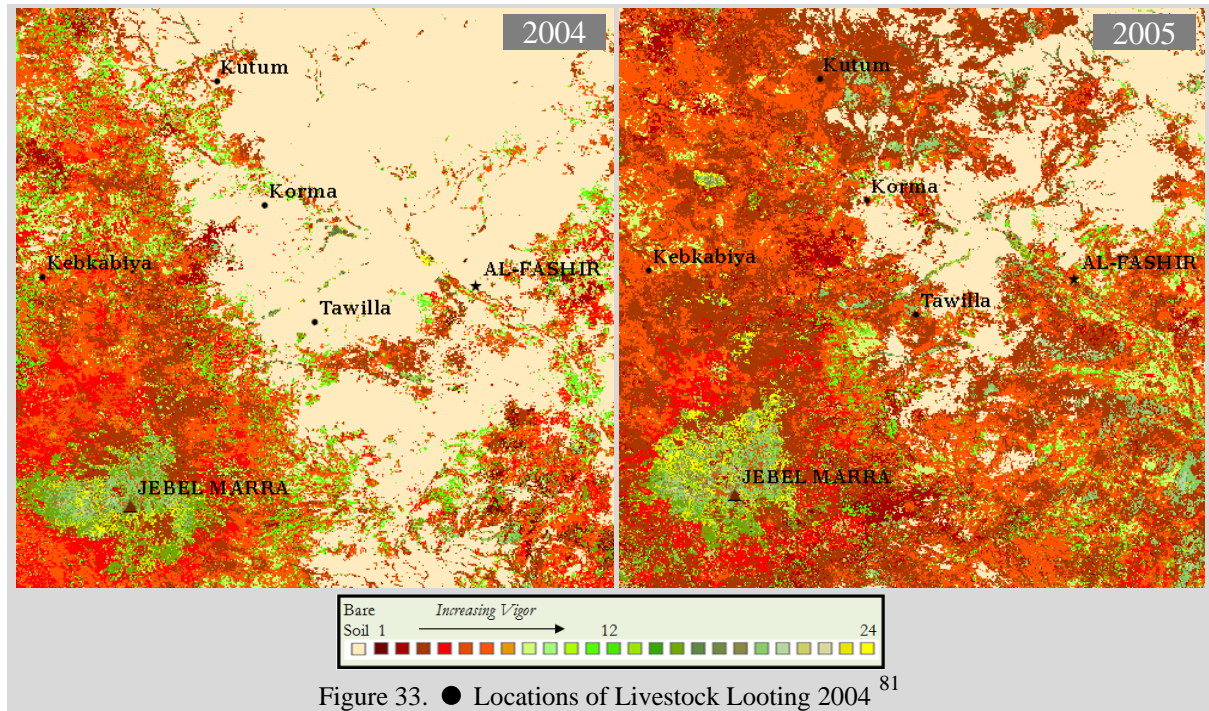 2004
Kutum
Korma
Kebkabiya
AL-FASHIR
Tawilla
JEBEL MARRA
2005
Kutum
Korma
Kebkabiya
AL-FASHIR
Tawilla
JEBEL MARRA
Bare Increasing Vigor
Soil 1 12 24
Figure 33. ● Locations of Livestock Looting 2004 81